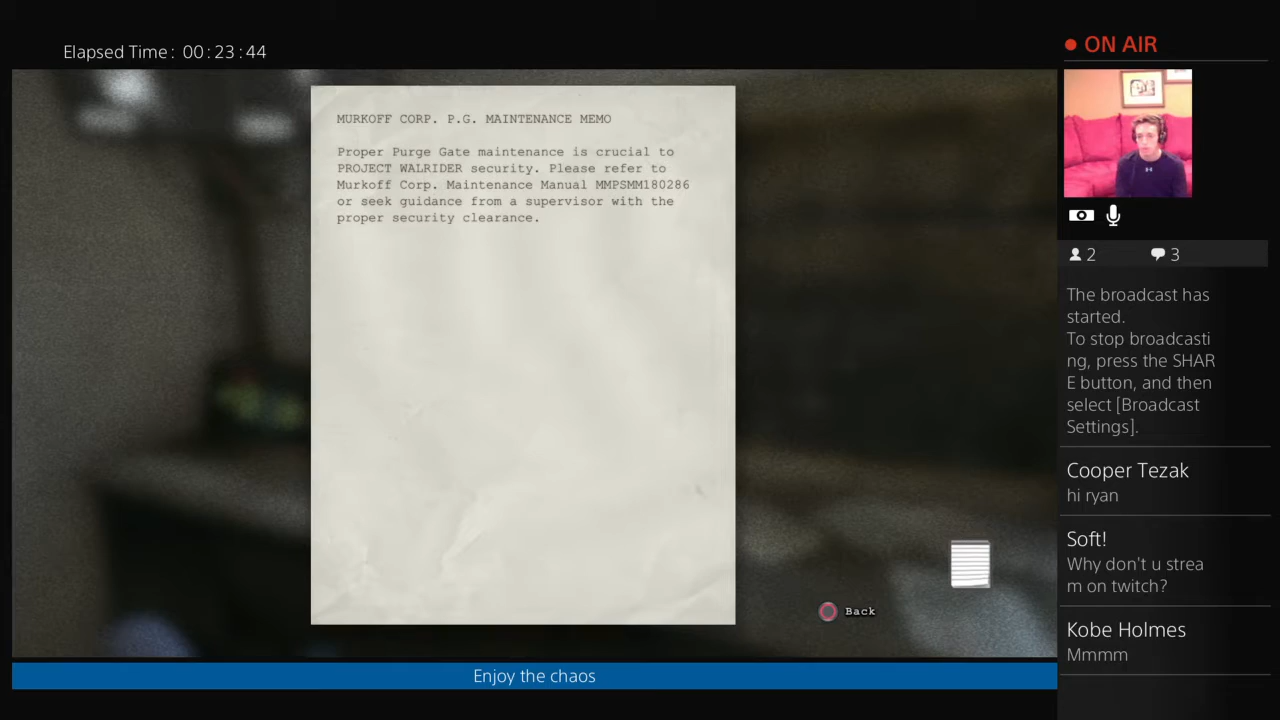 Elapsed Time: 00:23:44
ON AIR
MURKOFF CORP. P.G. MAINTENANCE MEMO
Proper Purge Gate maintenance is crucial to
PROJECT WALRIDER security. Please refer to
Murkoff Corp. Maintenance Manual MMPSMM180286
or seek guidance from a supervisor with the
proper security clearance.
Back
Enjoy the chaos
2
3
The broadcast has
started.
To stop broadcasti
ng, press the SHAR
E button, and then
select [Broadcast
Settings].
Cooper Tezak
hi ryan
Soft!
Why don't u strea
m on twitch?
Kobe Holmes
Mmmm